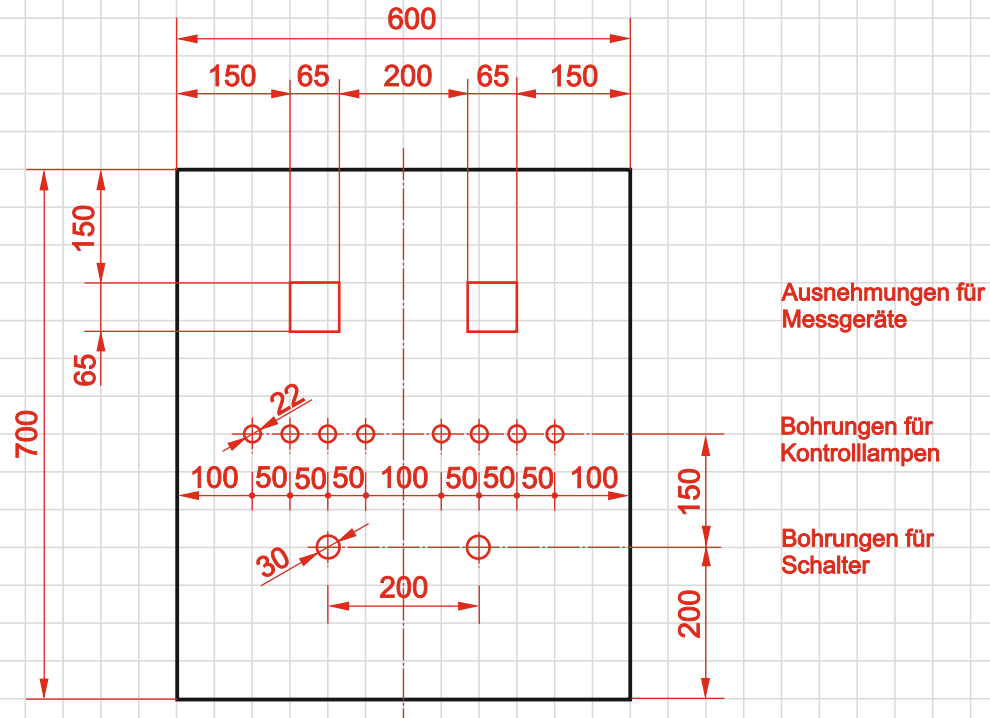 600
150 65 200 65 150
150
Ausnehmungen für
Messgeräte
65
22
700
Bohrungen für
Kontrolllampen
100 50 50 50 100 50 50 50 100
150
Bohrungen für
Schalter
30
200
200